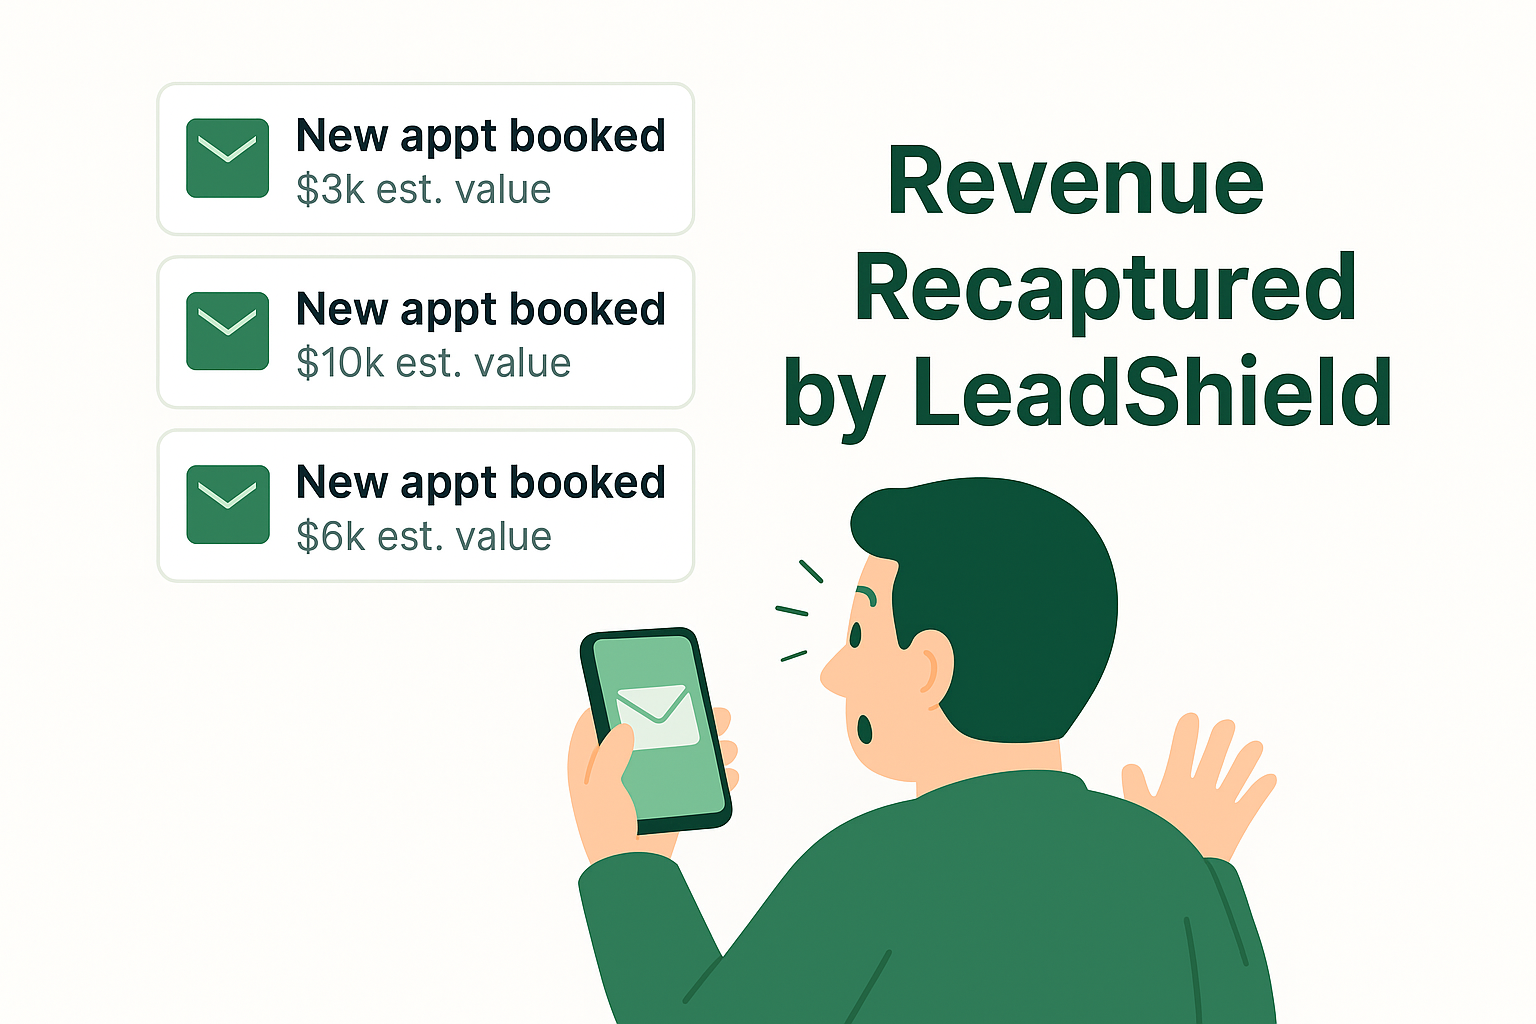 New appt booked
$3k est. value
New appt booked
$10k est. value
New appt booked
$6k est. value
Revenue
Recaptured
by LeadShield